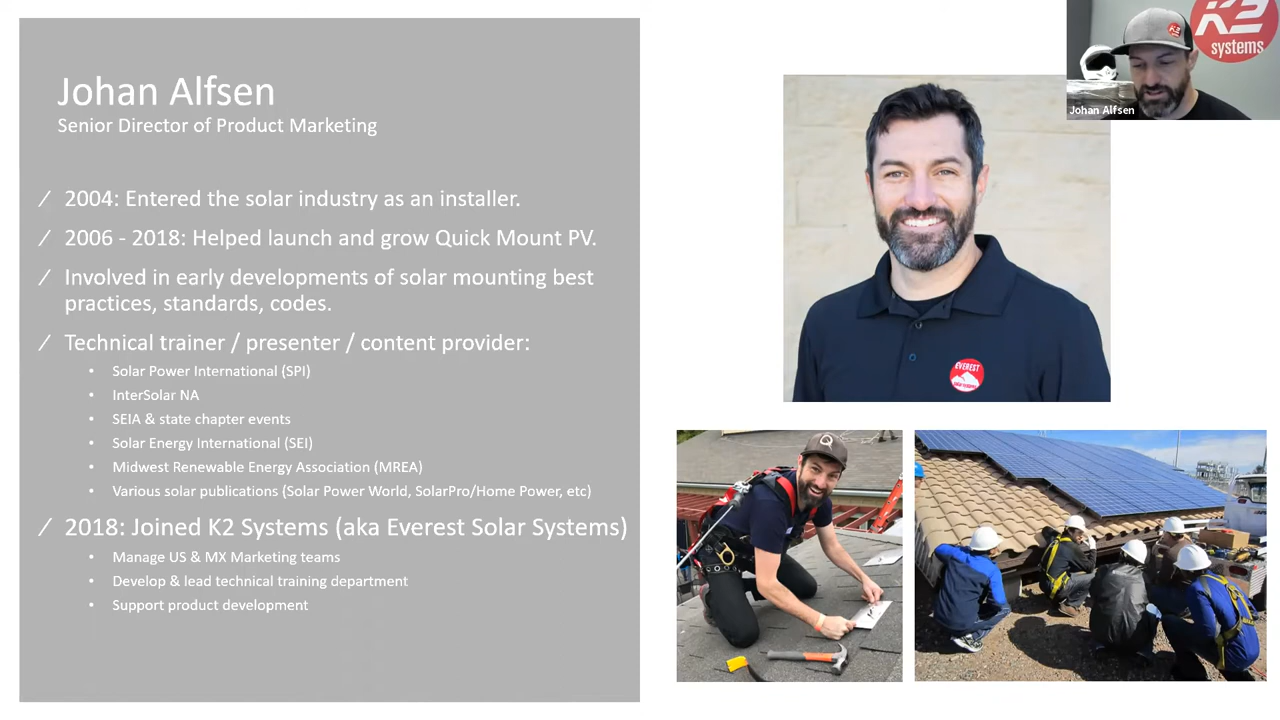 Johan Alfsen
Senior Director of Product Marketing
/ 2004: Entered the solar industry as an installer.
/ 2006 - 2018: Helped launch and grow Quick Mount PV.
/ Involved in early developments of solar mounting best
practices, standards, codes.
/ Technical trainer / presenter / content provider:
• Solar Power International (SPI)
• InterSolar NA
• SEIA & state chapter events
• Solar Energy International (SEI)
• Midwest Renewable Energy Association (MREA)
• Various solar publications (Solar Power World, SolarPro/Home Power, etc)
/ 2018: Joined K2 Systems (aka Everest Solar Systems)
• Manage US & MX Marketing teams
• Develop & lead technical training department
• Support product development
K2
systems
K2
Johan Alfsen
EVEREST
solar systems
Q